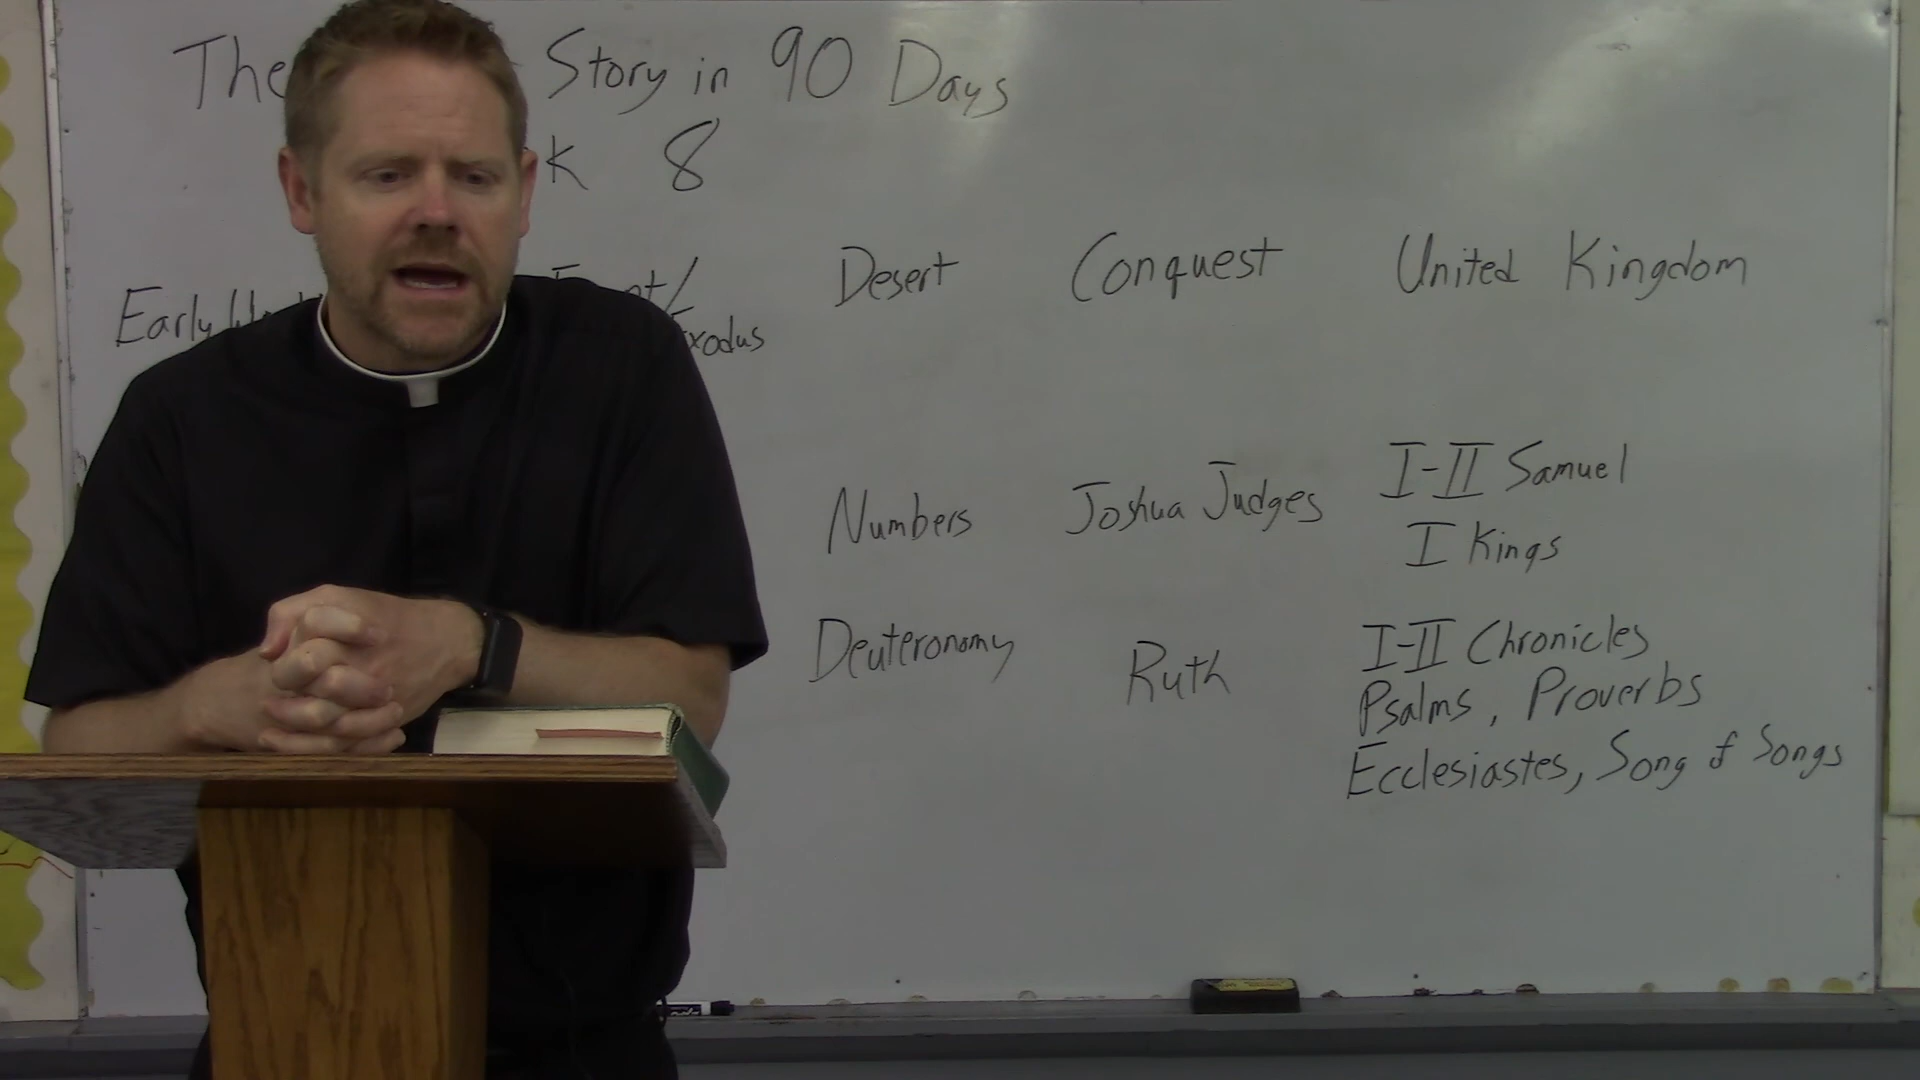 The Story in 90 Days
K 8
Early
Exodus
Desert
Conquest
United Kingdom
Numbers
Joshua Judges
I-II Samuel
I Kings
Deuteronomy
Ruth
I-II Chronicles
Psalms, Proverbs
Ecclesiastes, Song of Songs